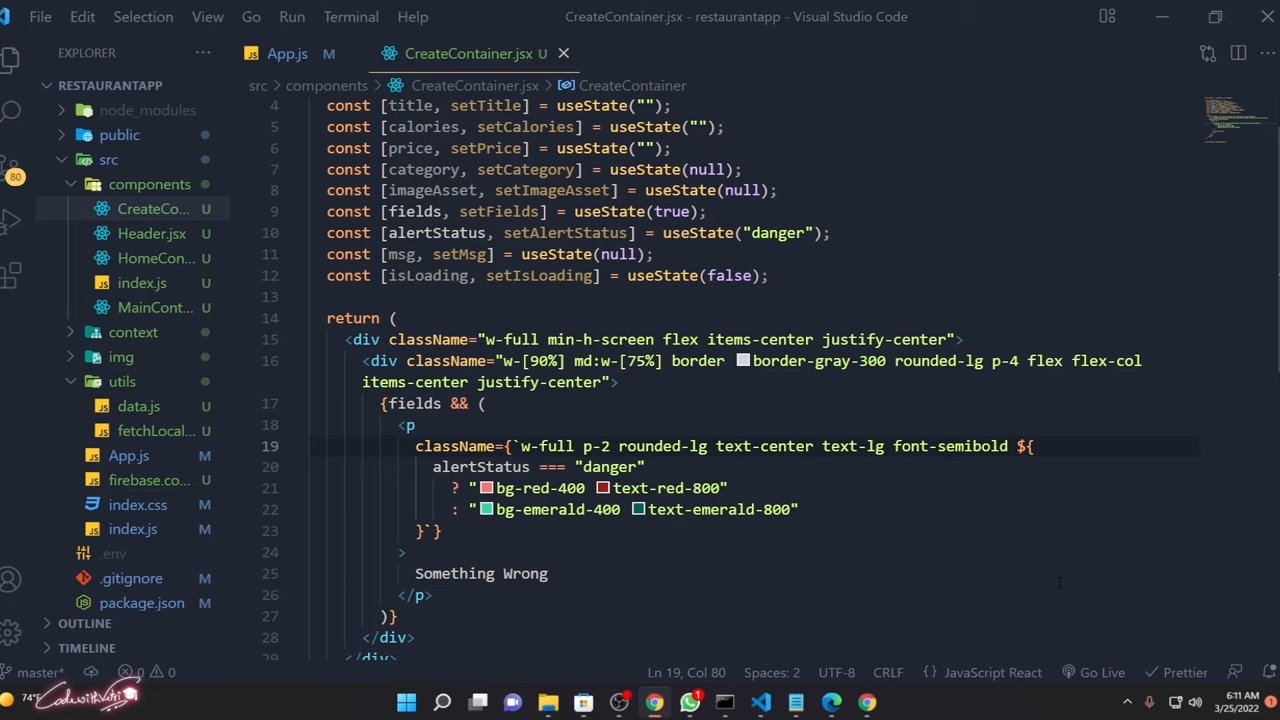 File Edit Selection View Go Run Terminal Help CreateContainer.jsx - restaurantapp - Visual Studio Code
EXPLORER ··· App.js M CreateContainer.jsx U
RESTAURANTAPP
src > components > CreateContainer.jsx > CreateContainer
node_modules
public
src
components
CreateCo... U
Header.jsx U
HomeCon... U
index.js U
MainCont... U
context
img
utils
data.js U
fetchLocal... U
App.js M
firebase.co... U
index.css M
index.js M
.env
.gitignore M
package.json M
OUTLINE
TIMELINE
80
4 const [title, setTitle] = useState("");
5 const [calories, setCalories] = useState("");
6 const [price, setPrice] = useState("");
7 const [category, setCategory] = useState(null);
8 const [imageAsset, setImageAsset] = useState(null);
9 const [fields, setFields] = useState(true);
10 const [alertStatus, setAlertStatus] = useState("danger");
11 const [msg, setMsg] = useState(null);
12 const [isLoading, setIsLoading] = useState(false);
13
14 return (
15 <div className="w-full min-h-screen flex items-center justify-center">
16 <div className="w-[90%] md:w-[75%] border border-gray-300 rounded-lg p-4 flex flex-col
items-center justify-center">
17 {fields && (
18 <p
19 className={`w-full p-2 rounded-lg text-center text-lg font-semibold ${
20 alertStatus === "danger"
21 ? "bg-red-400 text-red-800"
22 : "bg-emerald-400 text-emerald-800"
23 }`}
24 >
25 Something Wrong
26 </p>
27 )}
28 </div>
29 </div>
master* 0 0 Ln 19, Col 80 Spaces: 2 UTF-8 CRLF {} JavaScript React Go Live Prettier
74°F
CodewithVetri
1
6:11 AM
3/25/2022
1